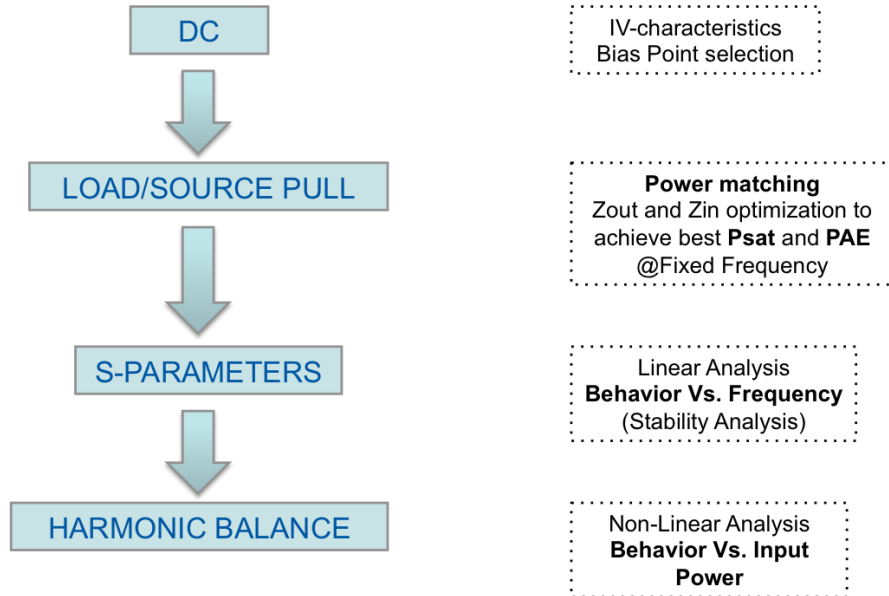 DC
IV-characteristics
Bias Point selection
LOAD/SOURCE PULL
Power matching
Zout and Zin optimization to
achieve best Psat and PAE
@Fixed Frequency
S-PARAMETERS
Linear Analysis
Behavior Vs. Frequency
(Stability Analysis)
HARMONIC BALANCE
Non-Linear Analysis
Behavior Vs. Input
Power